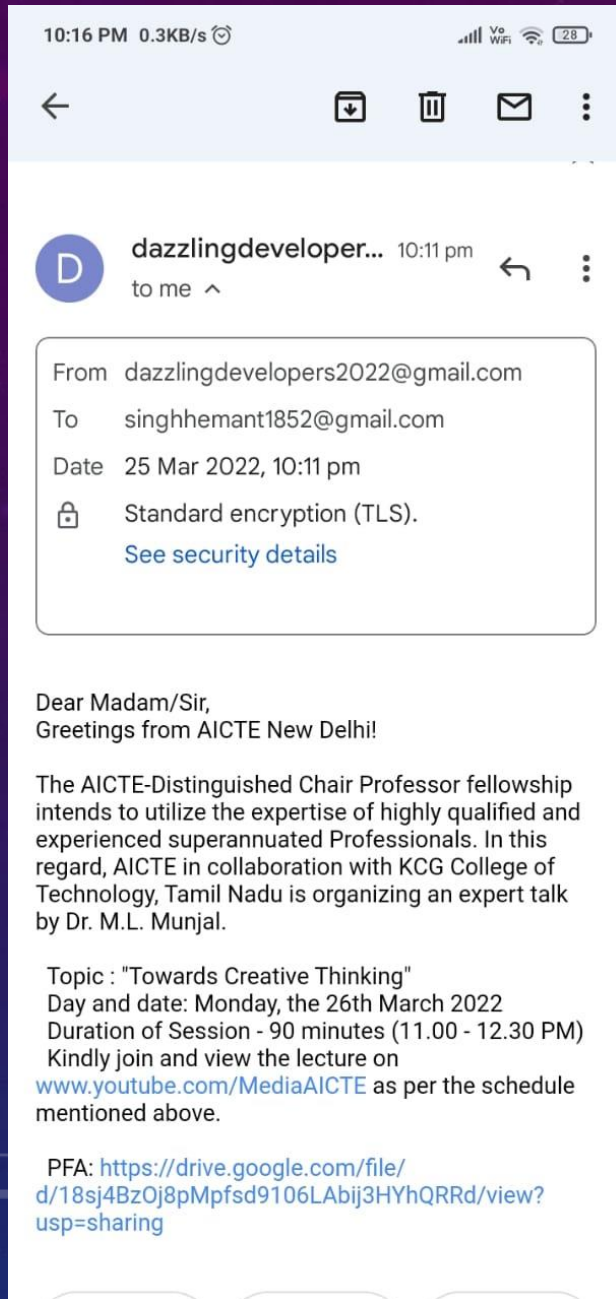 10:16 PM 0.3KB/s
Vo WiFi 28
D
dazzlingdeveloper... 10:11 pm
to me
From dazzlingdevelopers2022@gmail.com
To singhhemant1852@gmail.com
Date 25 Mar 2022, 10:11 pm
Standard encryption (TLS).
See security details
Dear Madam/Sir,
Greetings from AICTE New Delhi!
The AICTE-Distinguished Chair Professor fellowship
intends to utilize the expertise of highly qualified and
experienced superannuated Professionals. In this
regard, AICTE in collaboration with KCG College of
Technology, Tamil Nadu is organizing an expert talk
by Dr. M.L. Munjal.
Topic : "Towards Creative Thinking"
Day and date: Monday, the 26th March 2022
Duration of Session - 90 minutes (11.00 - 12.30 PM)
Kindly join and view the lecture on
www.youtube.com/MediaAICTE as per the schedule
mentioned above.
PFA: https://drive.google.com/file/
d/18sj4BzOj8pMpfsd9106LAbij3HYhQRRd/view?
usp=sharing